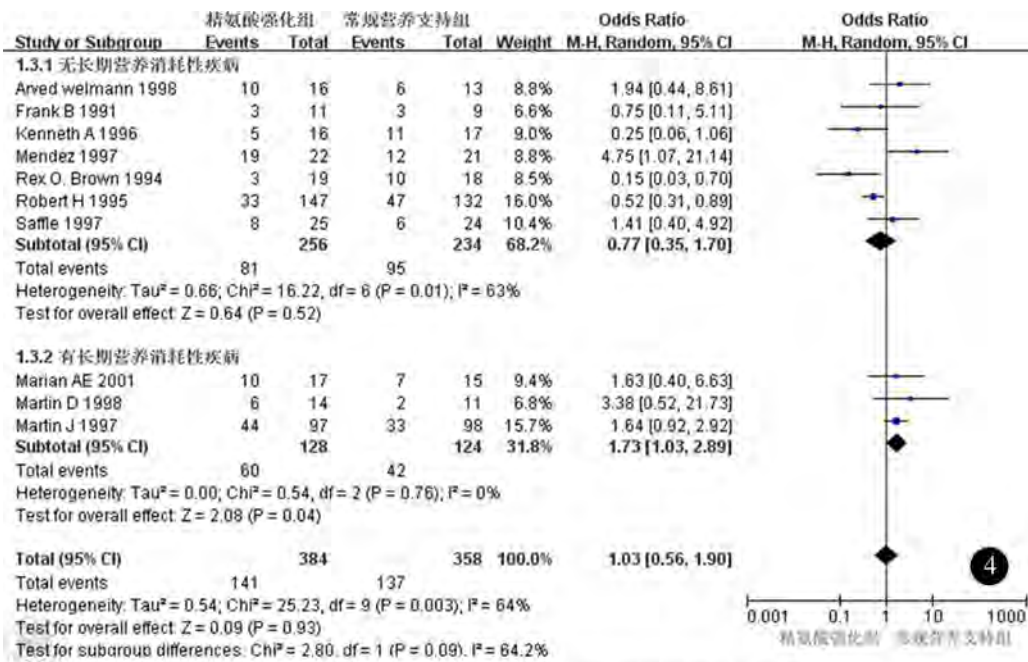 精氨酸强化组 常规营养支持组 Odds Ratio Odds Ratio
Study or Subgroup Events Total Events Total Weight M-H, Random, 95% CI M-H, Random, 95% CI
1.3.1 无长期营养消耗性疾病
Arved welmann 1998 10 16 6 13 8.8% 1.94 [0.44, 8.61]
Frank B 1991 3 11 3 9 6.6% 0.75 [0.11, 5.11]
Kenneth A 1996 5 16 11 17 9.0% 0.25 [0.06, 1.06]
Mendez 1997 19 22 12 21 8.8% 4.75 [1.07, 21.14]
Rex O. Brown 1994 3 19 10 18 8.5% 0.15 [0.03, 0.70]
Robert H 1995 33 147 47 132 16.0% 0.52 [0.31, 0.89]
Saffle 1997 8 25 6 24 10.4% 1.41 [0.40, 4.92]
Subtotal (95% CI) 256 234 68.2% 0.77 [0.35, 1.70]
Total events 81 95
Heterogeneity: Tau² = 0.66; Chi² = 16.22, df = 6 (P = 0.01); I² = 63%
Test for overall effect: Z = 0.64 (P = 0.52)
1.3.2 有长期营养消耗性疾病
Marian AE 2001 10 17 7 15 9.4% 1.63 [0.40, 6.63]
Martin D 1998 6 14 2 11 6.8% 3.38 [0.52, 21.73]
Martin J 1997 44 97 33 98 15.7% 1.64 [0.92, 2.92]
Subtotal (95% CI) 128 124 31.8% 1.73 [1.03, 2.89]
Total events 60 42
Heterogeneity: Tau² = 0.00; Chi² = 0.54, df = 2 (P = 0.76); I² = 0%
Test for overall effect: Z = 2.08 (P = 0.04)
Total (95% CI) 384 358 100.0% 1.03 [0.56, 1.90]
4
Total events 141 137
Heterogeneity: Tau² = 0.54; Chi² = 25.23, df = 9 (P = 0.003); I² = 64%
0.001 0.1 1 10 1000
Test for overall effect: Z = 0.09 (P = 0.93)
精氨酸强化组 常规营养支持组
Test for subgroup differences: Chi² = 2.80, df = 1 (P = 0.09), I² = 64.2%